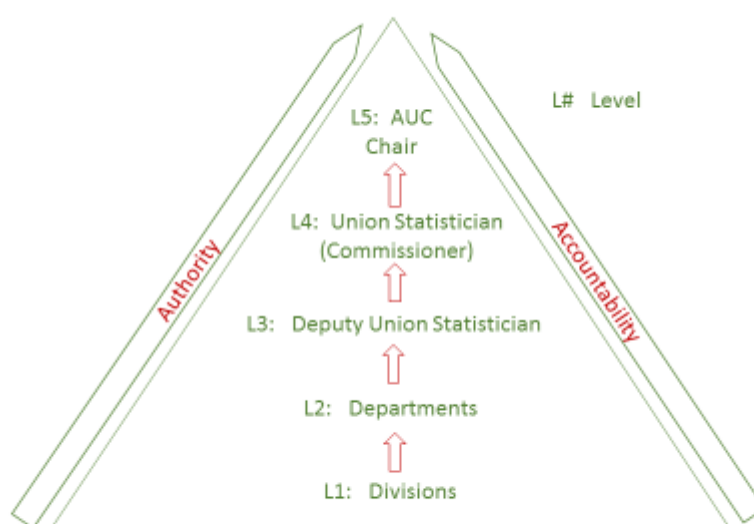 L5: AUC
Chair
L# Level
L4: Union Statistician
(Commissioner)
Authority
Accountability
L3: Deputy Union Statistician
L2: Departments
L1: Divisions